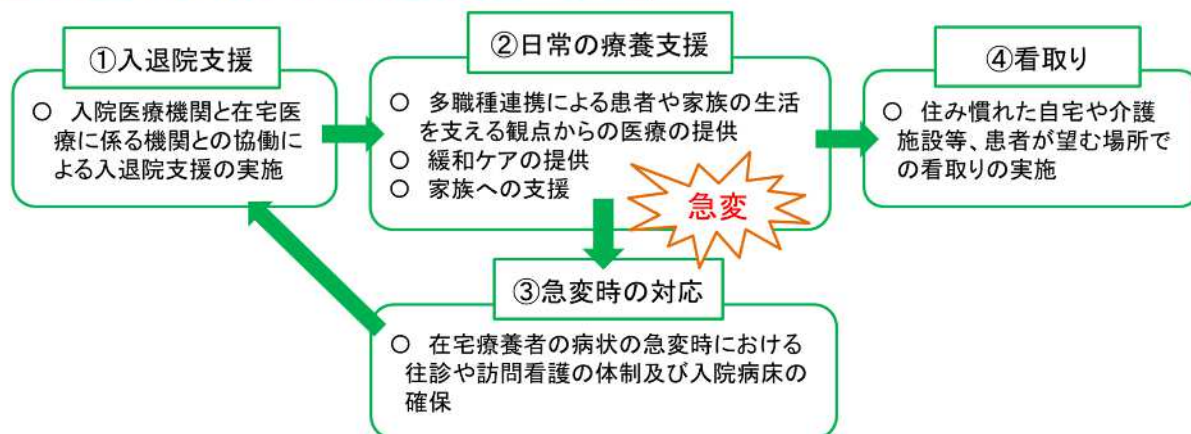 ①入退院支援
○ 入院医療機関と在宅医
療に係る機関との協働に
よる入退院支援の実施
②日常の療養支援
○ 多職種連携による患者や家族の生活
を支える観点からの医療の提供
○ 緩和ケアの提供
○ 家族への支援
急変
③急変時の対応
○ 在宅療養者の病状の急変時における
往診や訪問看護の体制及び入院病床の
確保
④看取り
○ 住み慣れた自宅や介護
施設等、患者が望む場所で
の看取りの実施